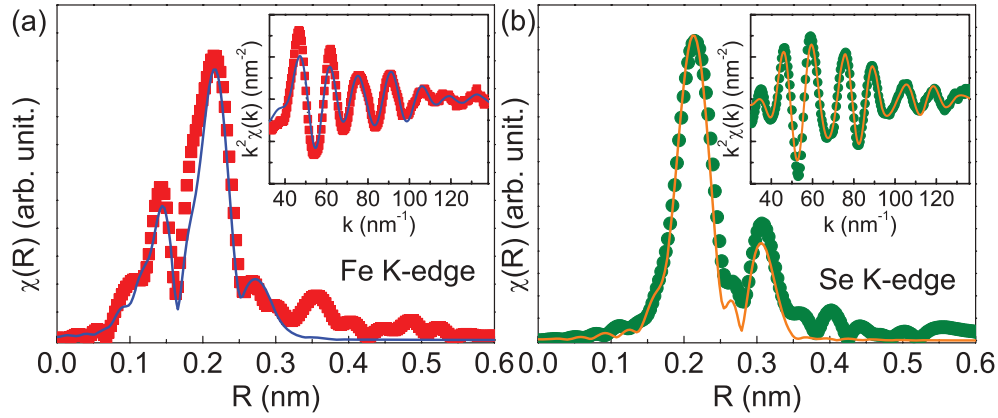 (a)
k²χ(k) (nm⁻²)
40 60 80 100 120
k (nm⁻¹)
χ(R) (arb. unit.)
Fe K-edge
0.0 0.1 0.2 0.3 0.4 0.5 0.6
R (nm)
(b)
k²χ(k) (nm⁻²)
40 60 80 100 120
k (nm⁻¹)
χ(R) (arb. unit.)
Se K-edge
0.0 0.1 0.2 0.3 0.4 0.5 0.6
R (nm)